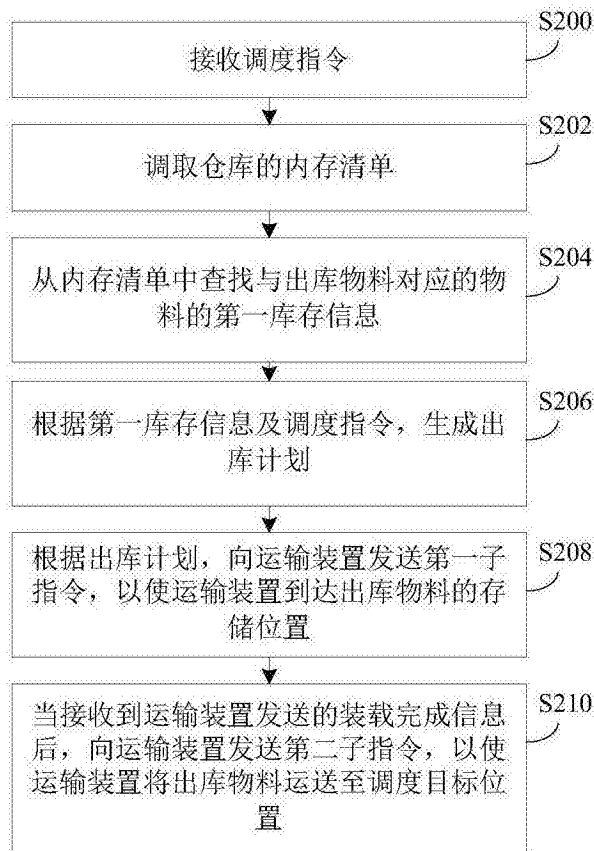 S200
接收调度指令
S202
调取仓库的内存清单
S204
从内存清单中查找与出库物料对应的物
料的第一库存信息
S206
根据第一库存信息及调度指令，生成出
库计划
S208
根据出库计划，向运输装置发送第一子
指令，以使运输装置到达出库物料的存
储位置
S210
当接收到运输装置发送的装载完成信息
后，向运输装置发送第二子指令，以使
运输装置将出库物料运送至调度目标位
置